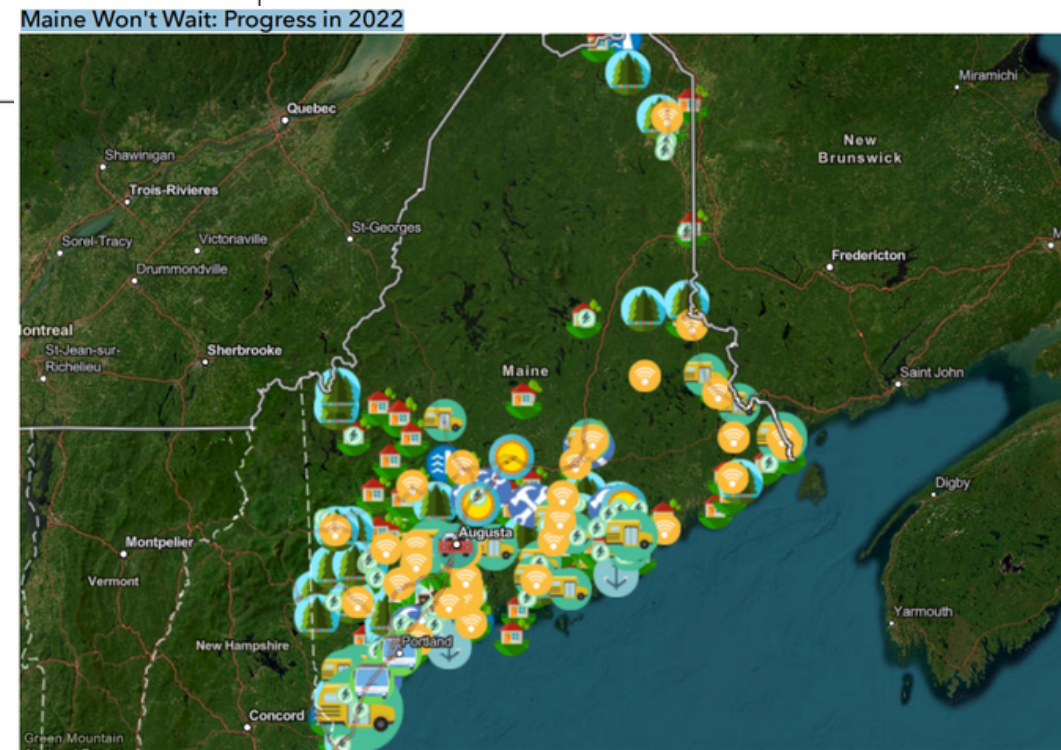 Maine Won't Wait: Progress in 2022
Miramichi
Quebec
New
Brunswick
Shawinigan
Trois-Rivieres
St-Georges
Sorel-Tracy
Victoriaville
Drummondville
Fredericton
ontreal
St-Jean-sur-
Richelieu
Sherbrooke
Maine
Saint John
Digby
Augusta
Montpelier
Vermont
Yarmouth
New Hampshire
Portland
Concord
Green Mountain